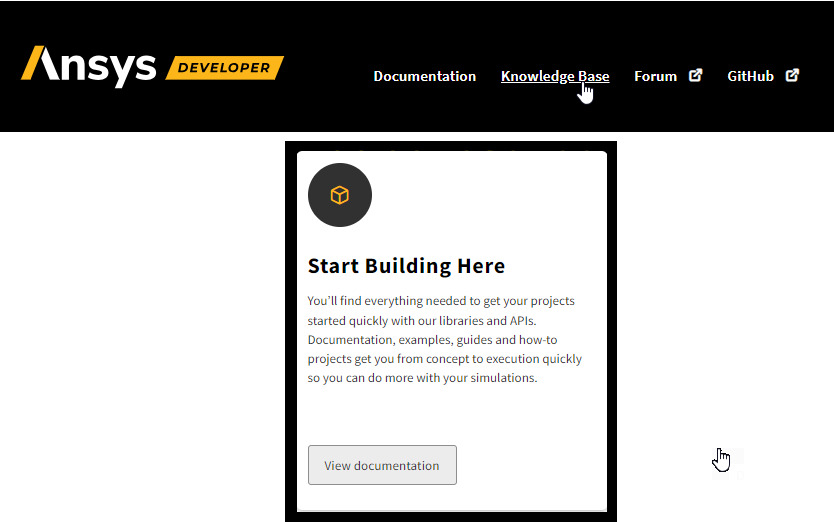 Ansys DEVELOPER
Documentation Knowledge Base Forum GitHub
Start Building Here
You’ll find everything needed to get your projects
started quickly with our libraries and APIs.
Documentation, examples, guides and how-to
projects get you from concept to execution quickly
so you can do more with your simulations.
View documentation